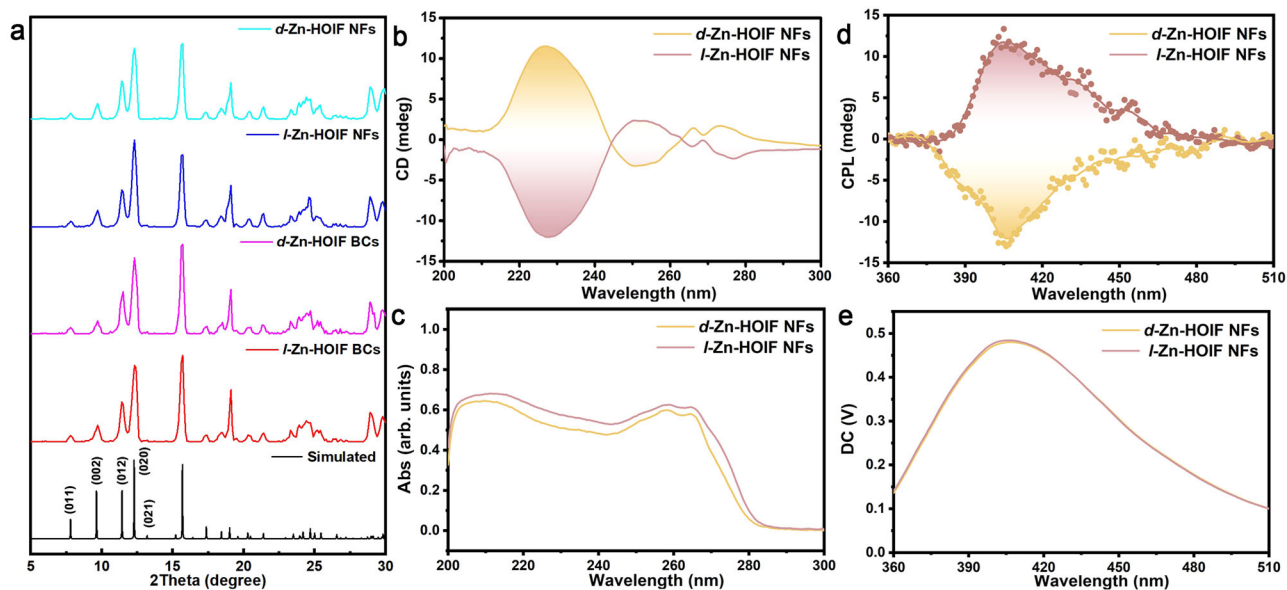 a
d-Zn-HOIF NFs
l-Zn-HOIF NFs
d-Zn-HOIF BCs
l-Zn-HOIF BCs
Simulated
(011)
(002)
(012)
(020)
(021)
5 10 15 20 25 30
2Theta (degree)
b
d-Zn-HOIF NFs
l-Zn-HOIF NFs
15
10
5
0
-5
-10
-15
CD (mdeg)
200 220 240 260 280 300
Wavelength (nm)
c
d-Zn-HOIF NFs
l-Zn-HOIF NFs
1.0
0.8
0.6
0.4
0.2
0.0
Abs (arb. units)
200 220 240 260 280 300
Wavelength (nm)
d
d-Zn-HOIF NFs
l-Zn-HOIF NFs
15
10
5
0
-5
-10
-15
CPL (mdeg)
360 390 420 450 480 510
Wavelength (nm)
e
d-Zn-HOIF NFs
l-Zn-HOIF NFs
0.5
0.4
0.3
0.2
0.1
0.0
DC (V)
360 390 420 450 480 510
Wavelength (nm)